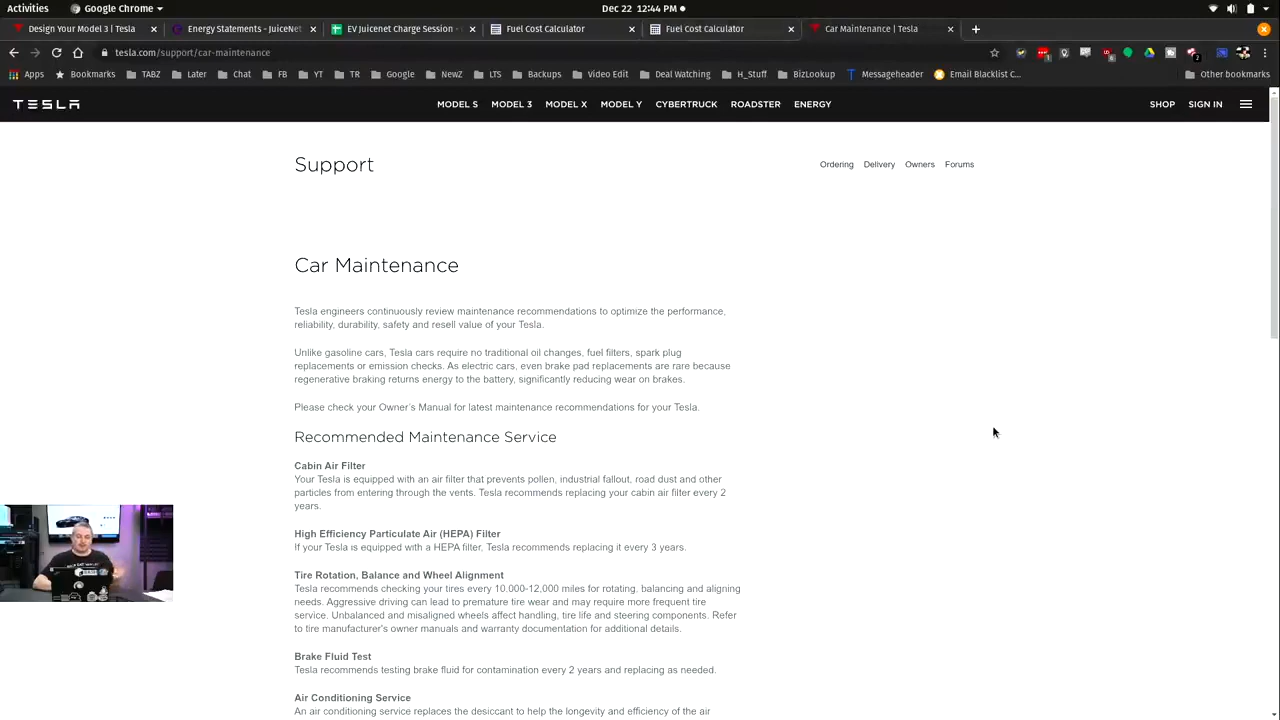 Activities Google Chrome Dec 22 12:44 PM
Design Your Model 3 | Tesla Energy Statements - JuiceNet EV Juicenet Charge Session Fuel Cost Calculator Fuel Cost Calculator Car Maintenance | Tesla
tesla.com/support/car-maintenance
Apps Bookmarks TABZ Later Chat FB YT TR Google NewZ LTS Backups Video Edit Deal Watching H_Stuff BizLookup Messageheader Email Blacklist C... Other bookmarks
TESLA MODEL S MODEL 3 MODEL X MODEL Y CYBERTRUCK ROADSTER ENERGY SHOP SIGN IN
Support Ordering Delivery Owners Forums
Car Maintenance
Tesla engineers continuously review maintenance recommendations to optimize the performance,
reliability, durability, safety and resell value of your Tesla.
Unlike gasoline cars, Tesla cars require no traditional oil changes, fuel filters, spark plug
replacements or emission checks. As electric cars, even brake pad replacements are rare because
regenerative braking returns energy to the battery, significantly reducing wear on brakes.
Please check your Owner's Manual for latest maintenance recommendations for your Tesla.
Recommended Maintenance Service
Cabin Air Filter
Your Tesla is equipped with an air filter that prevents pollen, industrial fallout, road dust and other
particles from entering through the vents. Tesla recommends replacing your cabin air filter every 2
years.
High Efficiency Particulate Air (HEPA) Filter
If your Tesla is equipped with a HEPA filter, Tesla recommends replacing it every 3 years.
Tire Rotation, Balance and Wheel Alignment
Tesla recommends checking your tires every 10,000-12,000 miles for rotating, balancing and aligning
needs. Aggressive driving can lead to premature tire wear and may require more frequent tire
service. Unbalanced and misaligned wheels affect handling, tire life and steering components. Refer
to tire manufacturer's owner manuals and warranty documentation for additional details.
Brake Fluid Test
Tesla recommends testing brake fluid for contamination every 2 years and replacing as needed.
Air Conditioning Service
An air conditioning service replaces the desiccant to help the longevity and efficiency of the air